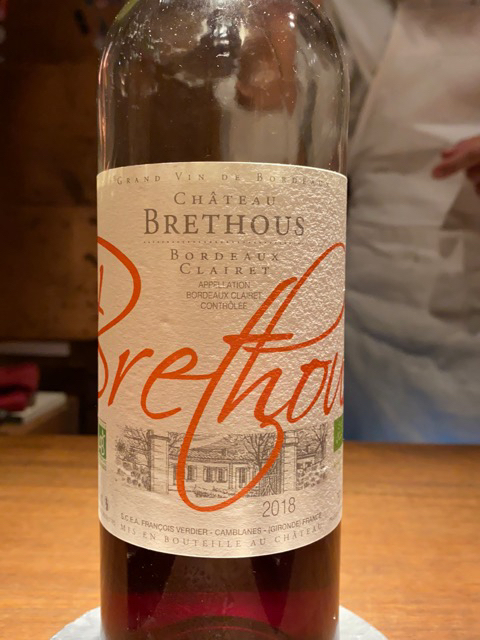 GRAND VIN DE BORDEAUX
CHÂTEAU
BRETHOUS
BORDEAUX
CLAIRET
APPELLATION
BORDEAUX CLAIRET
CONTRÔLÉE
Brethou
2018
S.C.E.A. FRANÇOIS VERDIER - CAMBLANES - (GIRONDE) FRANCE
MIS EN BOUTEILLE AU CHÂTEAU